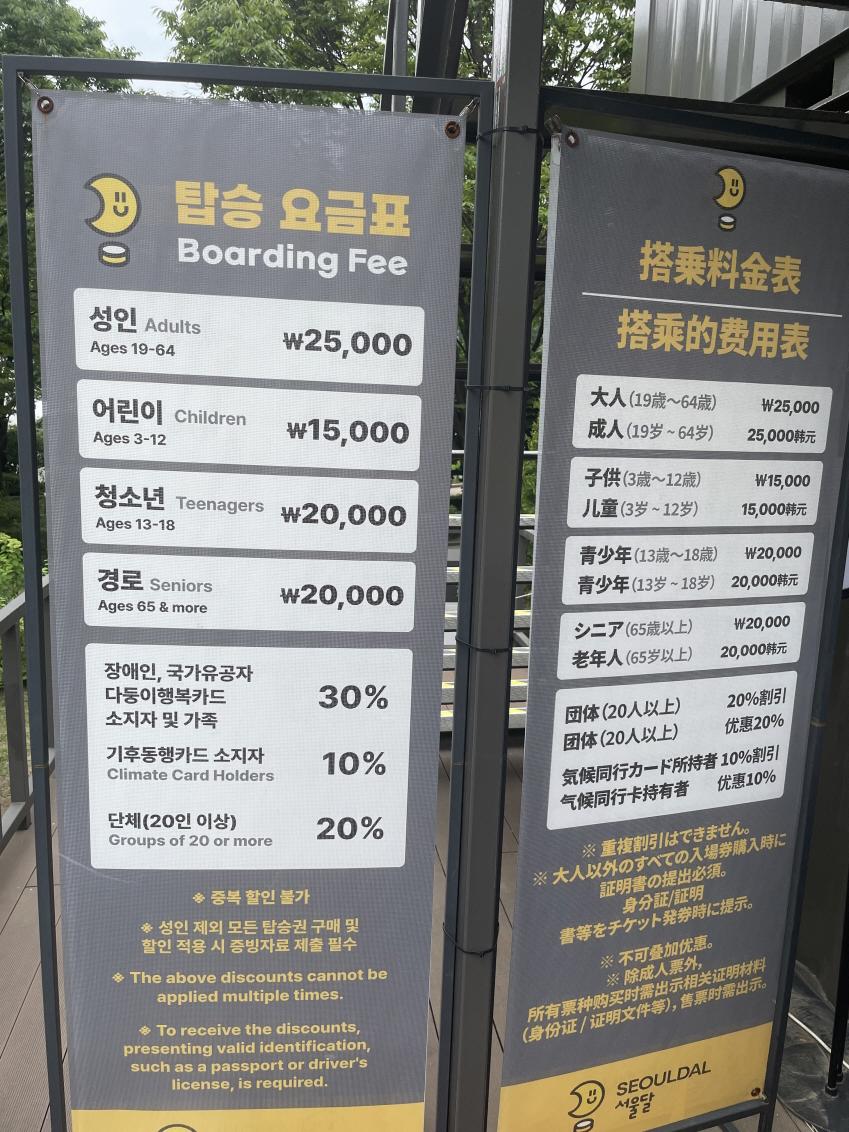 탑승 요금표
Boarding Fee
성인 Adults
Ages 19-64
₩25,000
어린이 Children
Ages 3-12
₩15,000
청소년 Teenagers
Ages 13-18
₩20,000
경로 Seniors
Ages 65 & more
₩20,000
장애인, 국가유공자
다둥이행복카드
소지자 및 가족
30%
기후동행카드 소지자
Climate Card Holders
10%
단체(20인 이상)
Groups of 20 or more
20%
※ 중복 할인 불가
※ 성인 제외 모든 탑승권 구매 및
할인 적용 시 증빙자료 제출 필수
※ The above discounts cannot be
applied multiple times.
※ To receive the discounts,
presenting valid identification,
such as a passport or driver's
license, is required.
搭乗料金表
搭乘的费用表
大人(19歳〜64歳) ₩25,000
成人(19岁 ~ 64岁) 25,000韩元
子供(3歳〜12歳) ₩15,000
儿童(3岁 ~ 12岁) 15,000韩元
青少年(13歳〜18歳) ₩20,000
青少年(13岁 ~ 18岁) 20,000韩元
シニア(65歳以上) ₩20,000
老年人(65岁以上) 20,000韩元
団体(20人以上) 20%割引
团体(20人以上) 优惠20%
気候同行カード所持者 10%割引
气候同行卡持有者 优惠10%
※ 重複割引はできません。
※ 大人以外のすべての入場券購入時に
証明書の提出必須。
身分証/証明
書等をチケット発券時に提示。
※ 不可叠加优惠。
※ 除成人票外,
所有票种购买时需出示相关证明材料
(身份证 / 证明文件等), 售票时需出示。
SEOULDAL
서울달